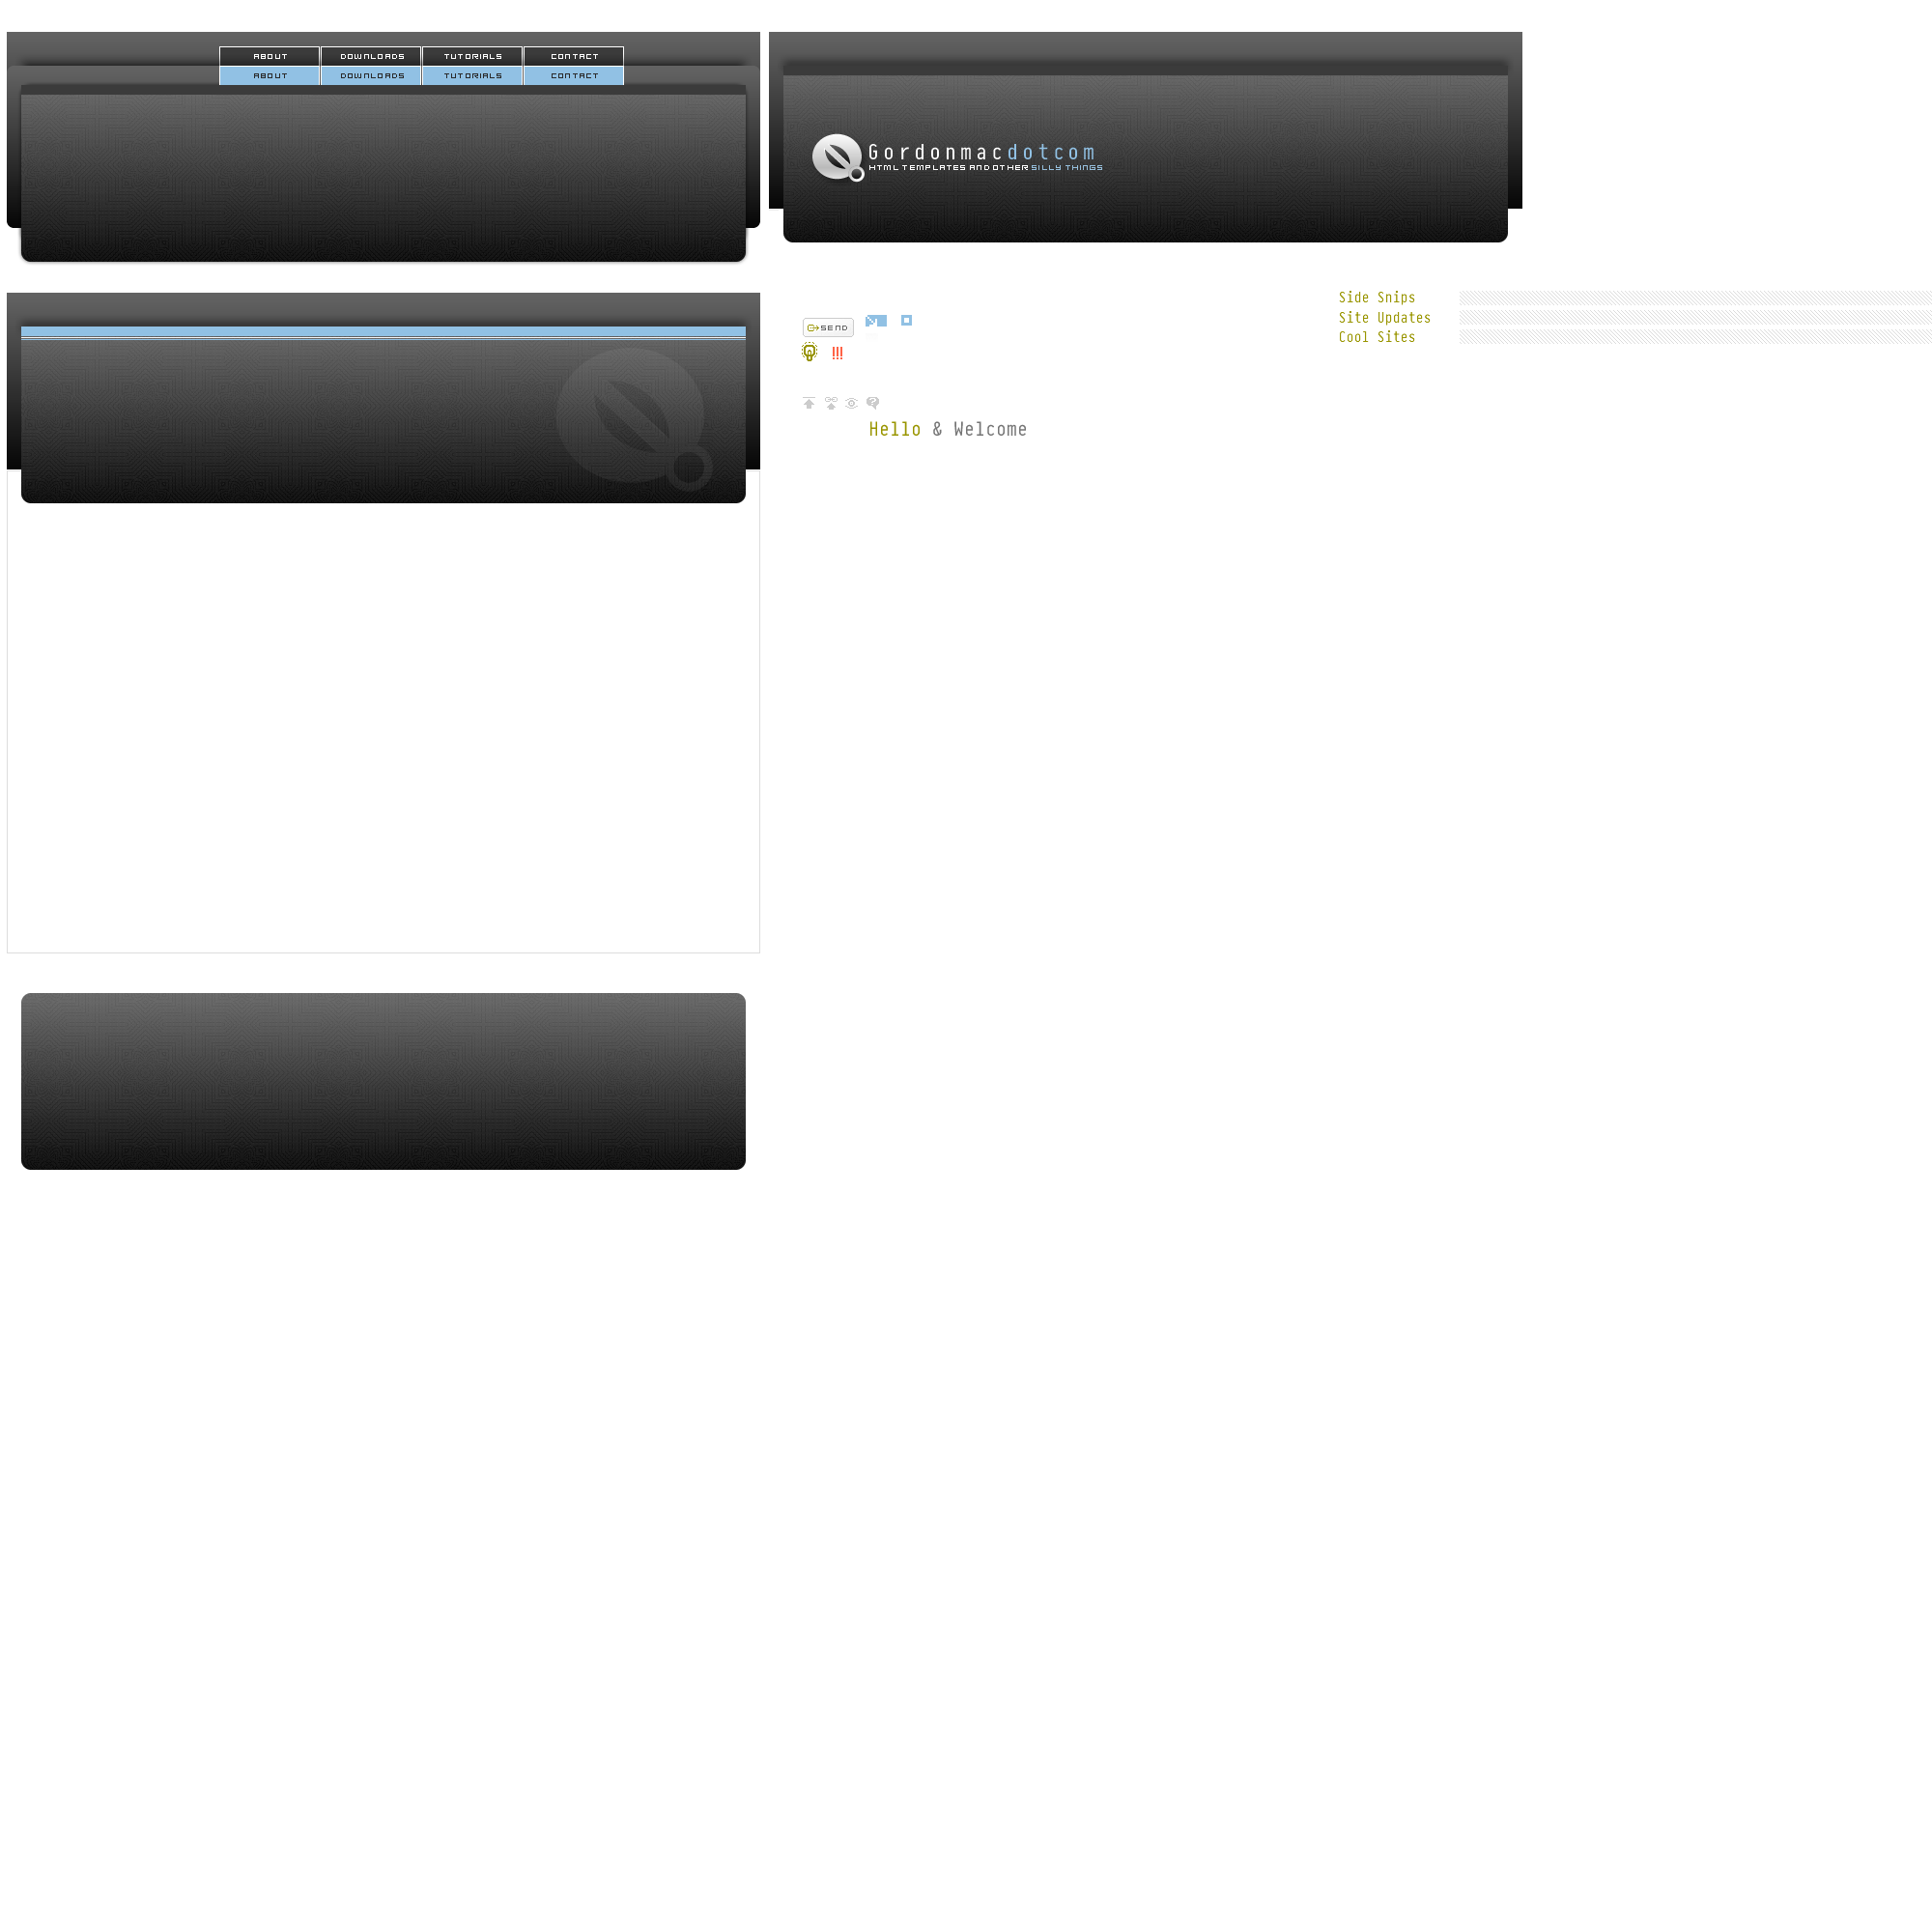 ABOUT DOWNLOADS TUTORIALS CONTACT
ABOUT DOWNLOADS TUTORIALS CONTACT
Gordonmacdotcom
HTML TEMPLATES AND OTHER SILLY THINGS
Side Snips
Site Updates
Cool Sites
SEND
!!!
?
Hello & Welcome